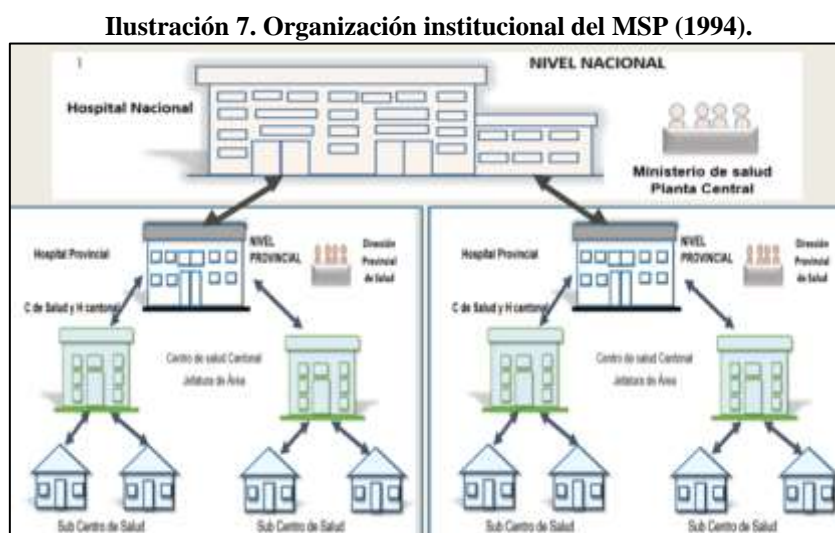 Ilustración 7. Organización institucional del MSP (1994).
1
NIVEL NACIONAL
Hospital Nacional
Ministerio de salud
Planta Central
Hospital Provincial
NIVEL
PROVINCIAL
Dirección
Provincial
de Salud
C de Salud y H cantonal
Centro de salud Cantonal
Jefatura de Área
Sub Centro de Salud
Sub Centro de Salud
Hospital Provincial
NIVEL
PROVINCIAL
Dirección
Provincial
de Salud
C de Salud y H cantonal
Centro de salud Cantonal
Jefatura de Área
Sub Centro de Salud
Sub Centro de Salud